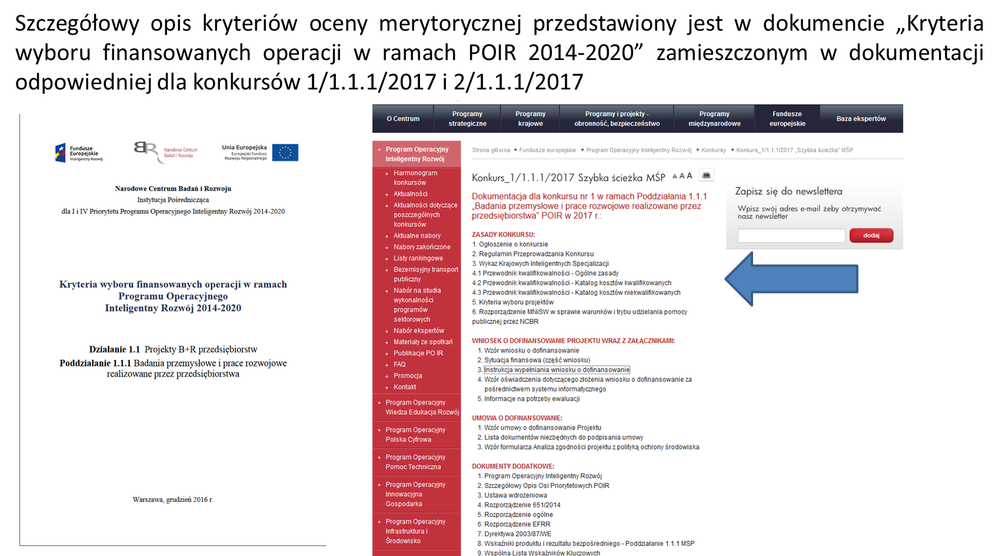 Szczegółowy opis kryteriów oceny merytorycznej przedstawiony jest w dokumencie „Kryteria
wyboru finansowanych operacji w ramach POIR 2014-2020” zamieszczonym w dokumentacji
odpowiedniej dla konkursów 1/1.1.1/2017 i 2/1.1.1/2017
Fundusze
Europejskie
Inteligentny Rozwój
BR
Narodowe Centrum
Badań i Rozwoju
Unia Europejska
Europejski Fundusz
Rozwoju Regionalnego
Narodowe Centrum Badań i Rozwoju
Instytucja Pośrednicząca
dla I i IV Priorytetu Programu Operacyjnego Inteligentny Rozwój 2014-2020
Kryteria wyboru finansowanych operacji w ramach
Programu Operacyjnego
Inteligentny Rozwój 2014-2020
Działanie 1.1 Projekty B+R przedsiębiorstw
Poddziałanie 1.1.1 Badania przemysłowe i prace rozwojowe
realizowane przez przedsiębiorstwa
Warszawa, grudzień 2016 r.
O Centrum
Programy
strategiczne
Programy
krajowe
Programy i projekty -
obronność, bezpieczeństwo
Programy
międzynarodowe
Fundusze
europejskie
Baza ekspertów
Program Operacyjny
Inteligentny Rozwój
Harmonogram
konkursów
Aktualności
Aktualności dotyczące
poszczególnych
konkursów
Aktualne nabory
Nabory zakończone
Listy rankingowe
Bezemisyjny transport
publiczny
Nabór na studia
wykonalności
programów
sektorowych
Nabór ekspertów
Materiały ze spotkań
Publikacje PO IR
FAQ
Promocja
Kontakt
Program Operacyjny
Wiedza Edukacja Rozwój
Program Operacyjny
Polska Cyfrowa
Program Operacyjny
Pomoc Techniczna
Program Operacyjny
Innowacyjna
Gospodarka
Program Operacyjny
Infrastruktura i
Środowisko
Strona główna → Fundusze europejskie → Program Operacyjny Inteligentny Rozwój → Konkursy → Konkurs_1/1.1.1/2017 „Szybka ścieżka” MŚP
Konkurs_1/1.1.1/2017 Szybka ścieżka MŚP A A A
Dokumentacja dla konkursu nr 1 w ramach Poddziałania 1.1.1
„Badania przemysłowe i prace rozwojowe realizowane przez
przedsiębiorstwa” POIR w 2017 r.:
ZASADY KONKURSU:
1. Ogłoszenie o konkursie
2. Regulamin Przeprowadzania Konkursu
3. Wykaz Krajowych Inteligentnych Specjalizacji
4.1 Przewodnik kwalifikowalności - Ogólne zasady
4.2 Przewodnik kwalifikowalności - Katalog kosztów kwalifikowanych
4.3 Przewodnik kwalifikowalności - Katalog kosztów niekwalifikowanych
5. Kryteria wyboru projektów
6. Rozporządzenie MNiSW w sprawie warunków i trybu udzielania pomocy
publicznej przez NCBR
WNIOSEK O DOFINANSOWANIE PROJEKTU WRAZ Z ZAŁĄCZNIKAMI:
1. Wzór wniosku o dofinansowanie
2. Sytuacja finansowa (część wniosku)
3. Instrukcja wypełniania wniosku o dofinansowanie
4. Wzór oświadczenia dotyczącego złożenia wniosku o dofinansowanie za
pośrednictwem systemu informatycznego
5. Informacje na potrzeby ewaluacji
UMOWA O DOFINANSOWANIE:
1. Wzór umowy o dofinansowanie Projektu
2. Lista dokumentów niezbędnych do podpisania umowy
3. Wzór formularza Analiza zgodności projektu z polityką ochrony środowiska
DOKUMENTY DODATKOWE:
1. Program Operacyjny Inteligentny Rozwój
2. Szczegółowy Opis Osi Priorytetowych POIR
3. Ustawa wdrożeniowa
4. Rozporządzenie 651/2014
5. Rozporządzenie ogólne
6. Rozporządzenie EFRR
7. Dyrektywa 2003/87/WE
8. Wskaźniki produktu i rezultatu bezpośredniego - Poddziałanie 1.1.1 MSP
9. Wspólna Lista Wskaźników Kluczowych
Zapisz się do newslettera
Wpisz swój adres e-mail żeby otrzymywać
nasz newsletter
dodaj